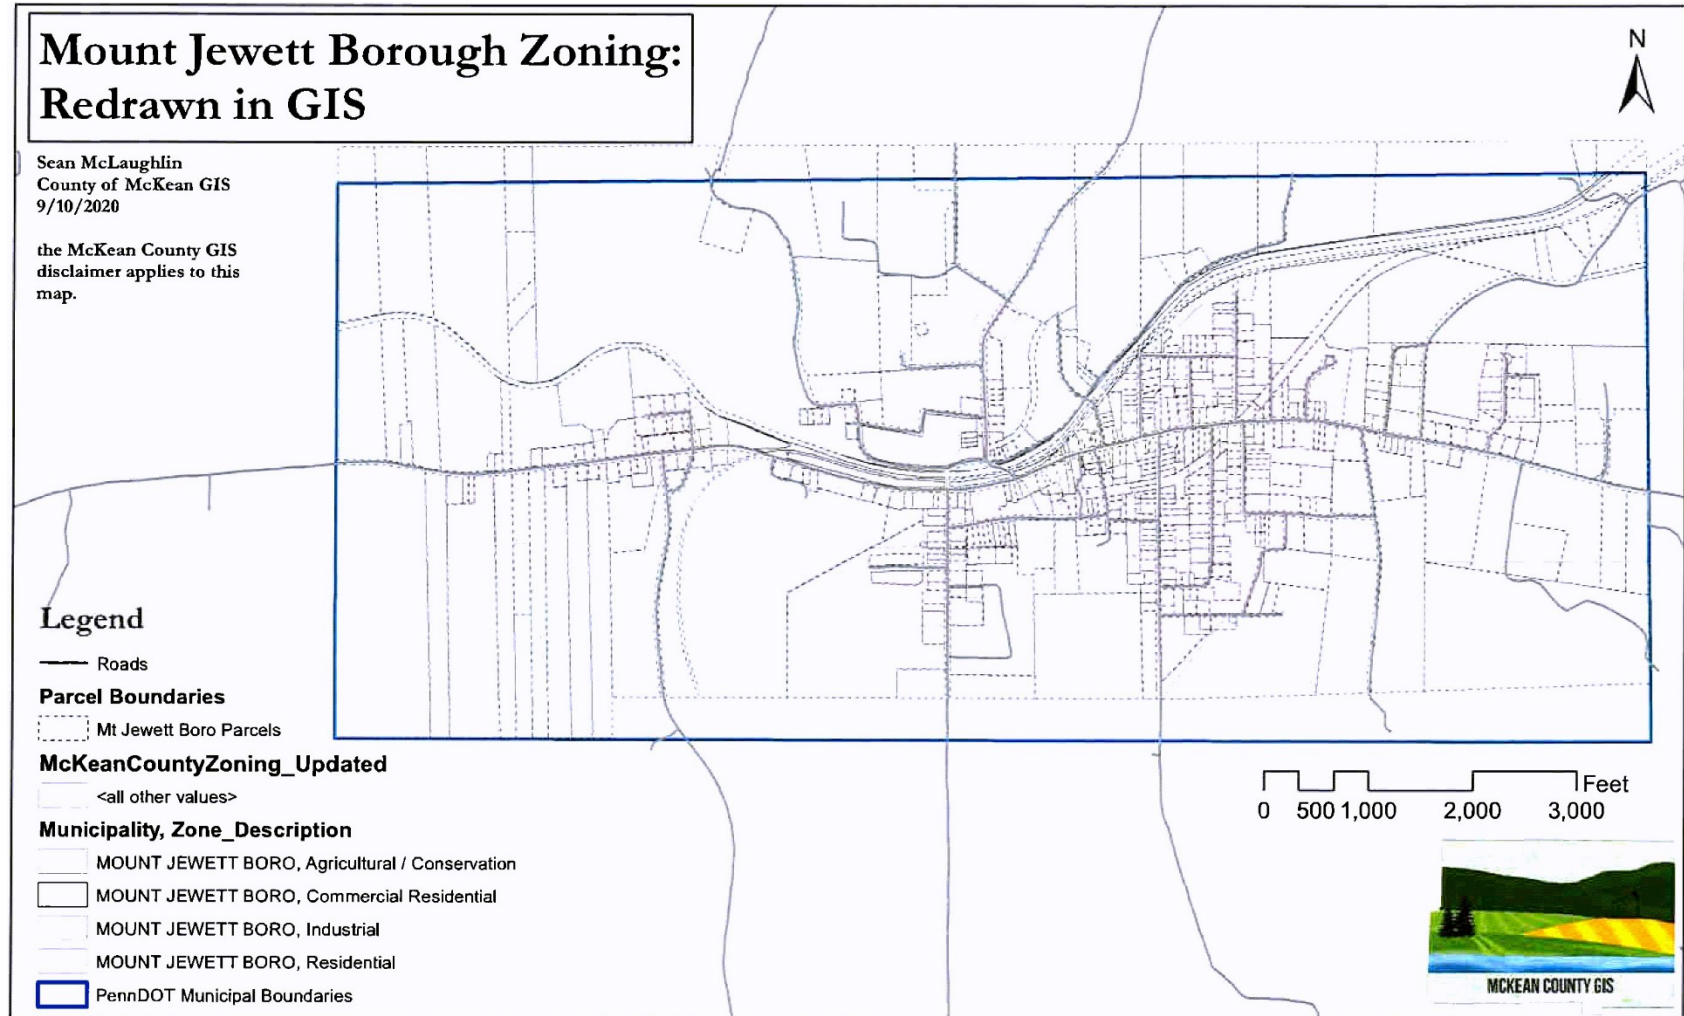 Mount Jewett Borough Zoning:
Redrawn in GIS
N
Sean McLaughlin
County of McKean GIS
9/10/2020
the McKean County GIS
disclaimer applies to this
map.
Legend
Roads
Parcel Boundaries
Mt Jewett Boro Parcels
McKeanCountyZoning_Updated
<all other values>
Municipality, Zone_Description
MOUNT JEWETT BORO, Agricultural / Conservation
MOUNT JEWETT BORO, Commercial Residential
MOUNT JEWETT BORO, Industrial
MOUNT JEWETT BORO, Residential
PennDOT Municipal Boundaries
Feet
0 500 1,000 2,000 3,000
MCKEAN COUNTY GIS